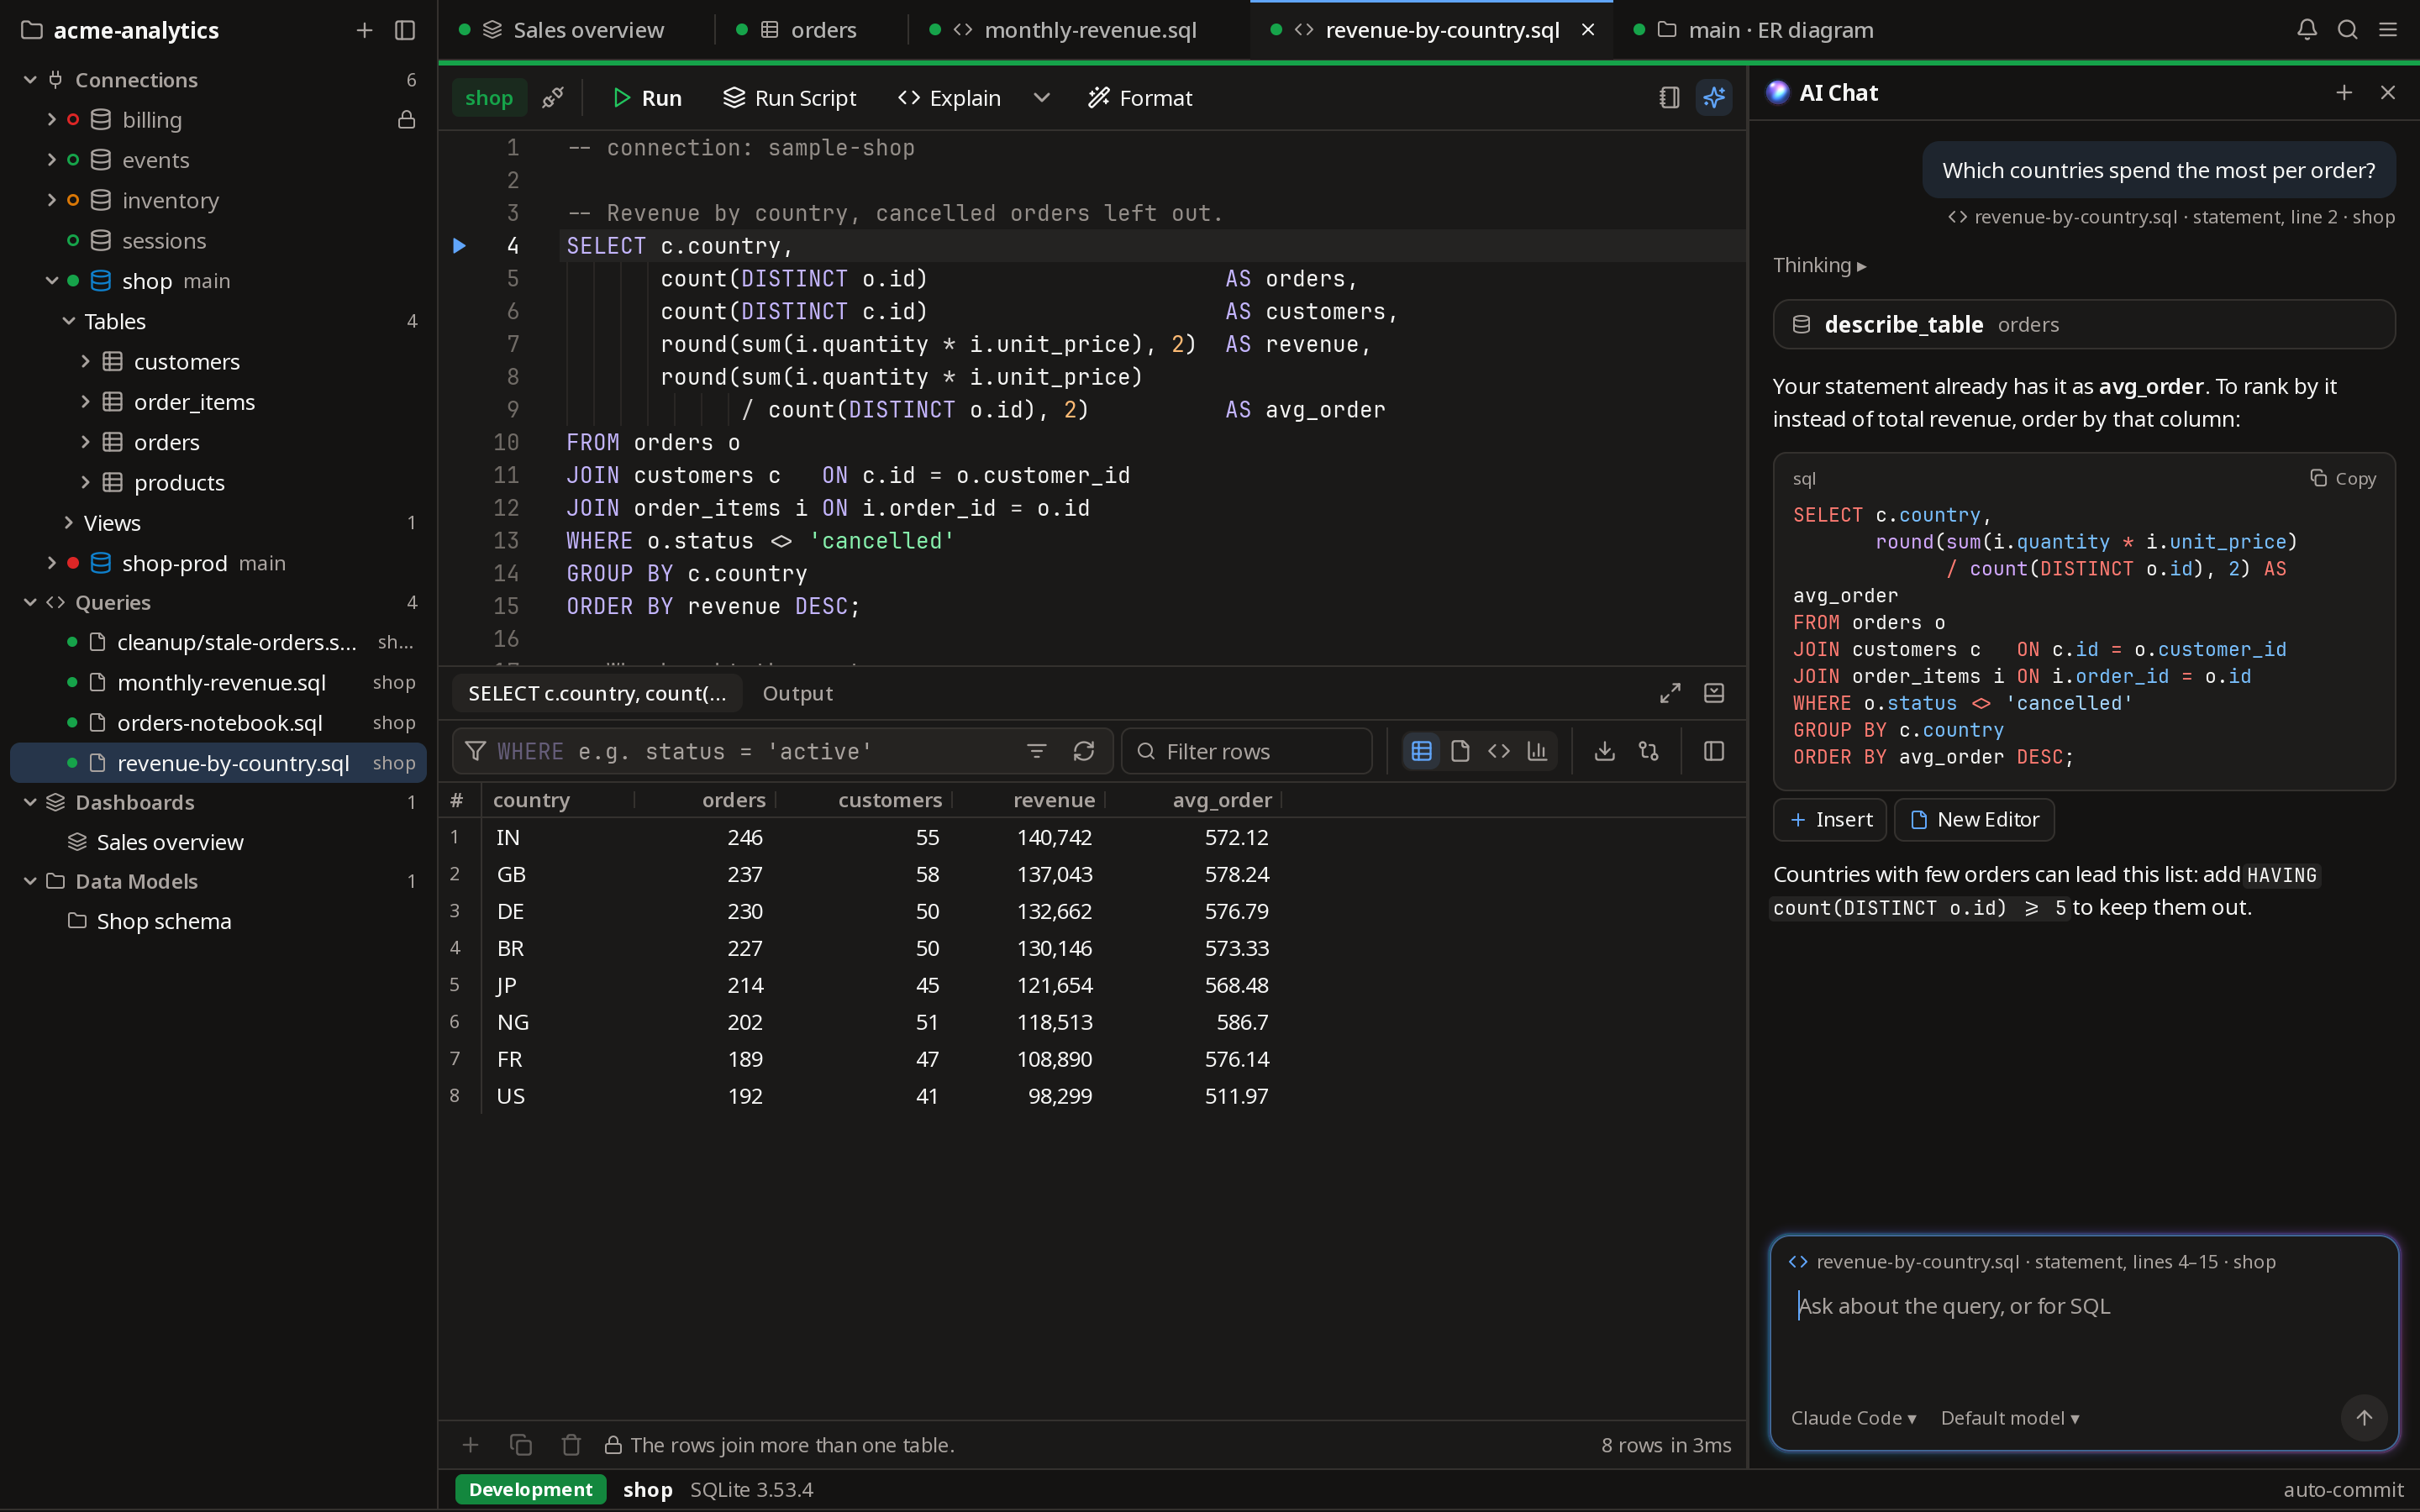 acme-analytics
Connections 6
billing
events
inventory
sessions
shop main
Tables 4
customers
order_items
orders
products
Views 1
shop-prod main
Queries 4
cleanup/stale-orders.s... sh...
monthly-revenue.sql shop
orders-notebook.sql shop
revenue-by-country.sql shop
Dashboards 1
Sales overview
Data Models 1
Shop schema
Sales overview
orders
monthly-revenue.sql
revenue-by-country.sql
main · ER diagram
shop Run Run Script Explain Format
1 -- connection: sample-shop
2
3 -- Revenue by country, cancelled orders left out.
4 SELECT c.country,
5 count(DISTINCT o.id) AS orders,
6 count(DISTINCT c.id) AS customers,
7 round(sum(i.quantity * i.unit_price), 2) AS revenue,
8 round(sum(i.quantity * i.unit_price)
9 / count(DISTINCT o.id), 2) AS avg_order
10 FROM orders o
11 JOIN customers c ON c.id = o.customer_id
12 JOIN order_items i ON i.order_id = o.id
13 WHERE o.status <> 'cancelled'
14 GROUP BY c.country
15 ORDER BY revenue DESC;
16
SELECT c.country, count(... Output
WHERE e.g. status = 'active' Filter rows
# country orders customers revenue avg_order
1 IN 246 55 140,742 572.12
2 GB 237 58 137,043 578.24
3 DE 230 50 132,662 576.79
4 BR 227 50 130,146 573.33
5 JP 214 45 121,654 568.48
6 NG 202 51 118,513 586.7
7 FR 189 47 108,890 576.14
8 US 192 41 98,299 511.97
The rows join more than one table. 8 rows in 3ms
AI Chat
Which countries spend the most per order?
revenue-by-country.sql · statement, line 2 · shop
Thinking ▸
describe_table orders
Your statement already has it as avg_order. To rank by it
instead of total revenue, order by that column:
sql Copy
SELECT c.country,
round(sum(i.quantity * i.unit_price)
/ count(DISTINCT o.id), 2) AS
avg_order
FROM orders o
JOIN customers c ON c.id = o.customer_id
JOIN order_items i ON i.order_id = o.id
WHERE o.status <> 'cancelled'
GROUP BY c.country
ORDER BY avg_order DESC;
Insert New Editor
Countries with few orders can lead this list: add HAVING
count(DISTINCT o.id) >= 5 to keep them out.
revenue-by-country.sql · statement, lines 4–15 · shop
Ask about the query, or for SQL
Claude Code ▾ Default model ▾
Development shop SQLite 3.53.4 auto-commit